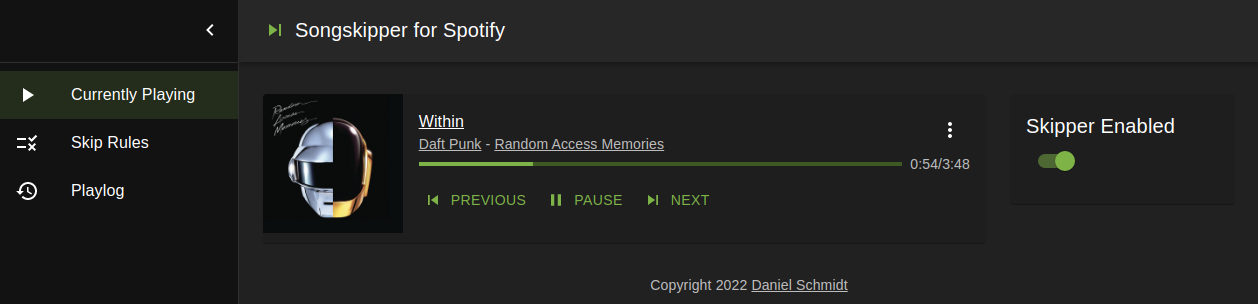 Songskipper for Spotify
Currently Playing
Skip Rules
Playlog
Random
Access
Memories
Within
Daft Punk - Random Access Memories
0:54/3:48
PREVIOUS PAUSE NEXT
Skipper Enabled
Copyright 2022 Daniel Schmidt